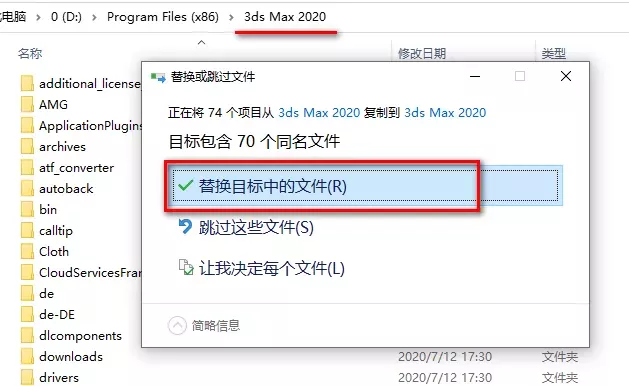 电脑 > 0 (D:) > Program Files (x86) > 3ds Max 2020
名称 修改日期 类型
替换或跳过文件
additional_license
正在将 74 个项目从 3ds Max 2020 复制到 3ds Max 2020
AMG
目标包含 70 个同名文件
ApplicationPlugins
archives
atf_converter
替换目标中的文件(R)
autoback
bin
跳过这些文件(S)
calltip
Cloth
让我决定每个文件(L)
CloudServicesFram
de
de-DE
简略信息
dlcomponents
downloads 2020/7/12 17:30 文件夹
drivers 2020/7/12 17:30 文件夹